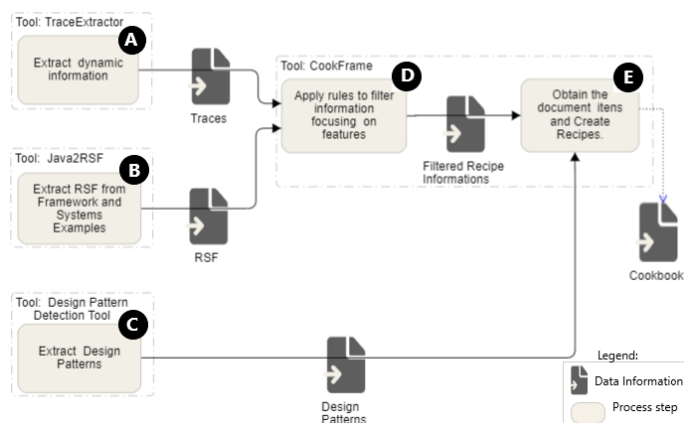 Tool: TraceExtractor
A
Extract dynamic
information
Traces
Tool: CookFrame
D
Apply rules to filter
information
focusing on
features
Filtered Recipe
Informations
E
Obtain the
document itens
and Create
Recipes.
Tool: Java2RSF
B
Extract RSF from
Framework and
Systems
Examples
RSF
Cookbook
Tool: Design Pattern
Detection Tool
C
Extract Design
Patterns
Design
Patterns
Legend:
Data Information
Process step